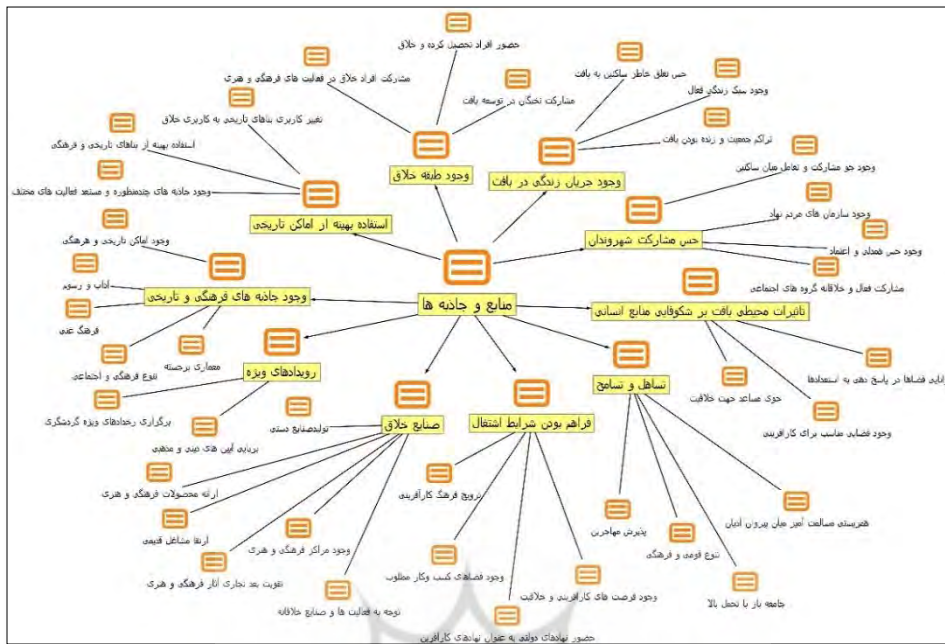 حضور افراد تحصیل کرده و خلاق
مشارکت افراد خلاق در فعالیت های فرهنگی و هنری
مشارکت نخبگان در توسعه بافت
وجود طبقه خلاق
حس تعلق خاطر ساکنین به بافت
وجود سبک زندگی فعال
تراکم جمعیت و زنده بودن بافت
وجود جریان زندگی در بافت
تغییر کاربری بناهای تاریخی به کاربری خلاق
استفاده بهینه از بناهای تاریخی و فرهنگی
وجود جاذبه های چندمنظوره و مستعد فعالیت های مختلف
استفاده بهینه از اماکن تاریخی
وجود جو مشارکت و تعامل میان ساکنین
وجود سازمان های مردم نهاد
وجود حس همدلی و اعتماد
مشارکت فعال و خلاقانه گروه های اجتماعی
حس مشارکت شهروندان
منابع و جاذبه ها
وجود اماکن تاریخی و فرهنگی
آداب و رسوم
فرهنگ غنی
تنوع فرهنگی و اجتماعی
معماری برجسته
وجود جاذبه های فرهنگی و تاریخی
تاثیرات محیطی بافت بر شکوفایی منابع انسانی
توانایی فضاها در پاسخ دهی به استعدادها
وجود فضایی مناسب برای کارآفرینی
جوی مساعد جهت خلاقیت
رویدادهای ویژه
برگزاری رخدادهای ویژه گردشگری
برپایی آیین های دینی و مذهبی
صنایع خلاق
تولیدصنایع دستی
ارائه محصولات فرهنگی و هنری
ارتقا مشاغل قدیمی
تقویت بعد تجاری آثار فرهنگی و هنری
وجود مراکز فرهنگی و هنری
توجه به فعالیت ها و صنایع خلاقانه
فراهم بودن شرایط اشتغال
ترویج فرهنگ کارآفرینی
وجود فضاهای کسب وکار مطلوب
حضور نهادهای دولتی به عنوان نهادهای کارآفرین
وجود فرصت های کارآفرینی و خلاقیت
تساهل و تسامح
پذیرش مهاجرین
تنوع قومی و فرهنگی
جامعه باز با تحمل بالا
همزیستی مسالمت آمیز میان پیروان ادیان